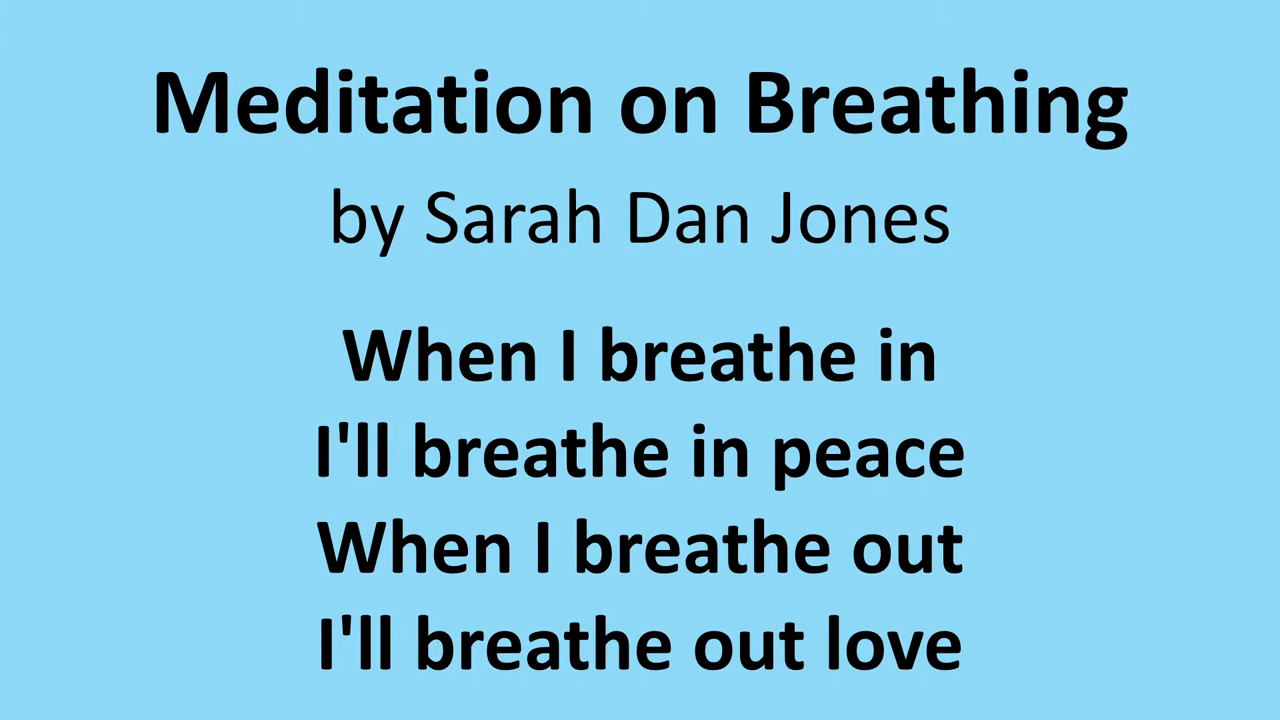 Meditation on Breathing
by Sarah Dan Jones
When I breathe in
I'll breathe in peace
When I breathe out
I'll breathe out love